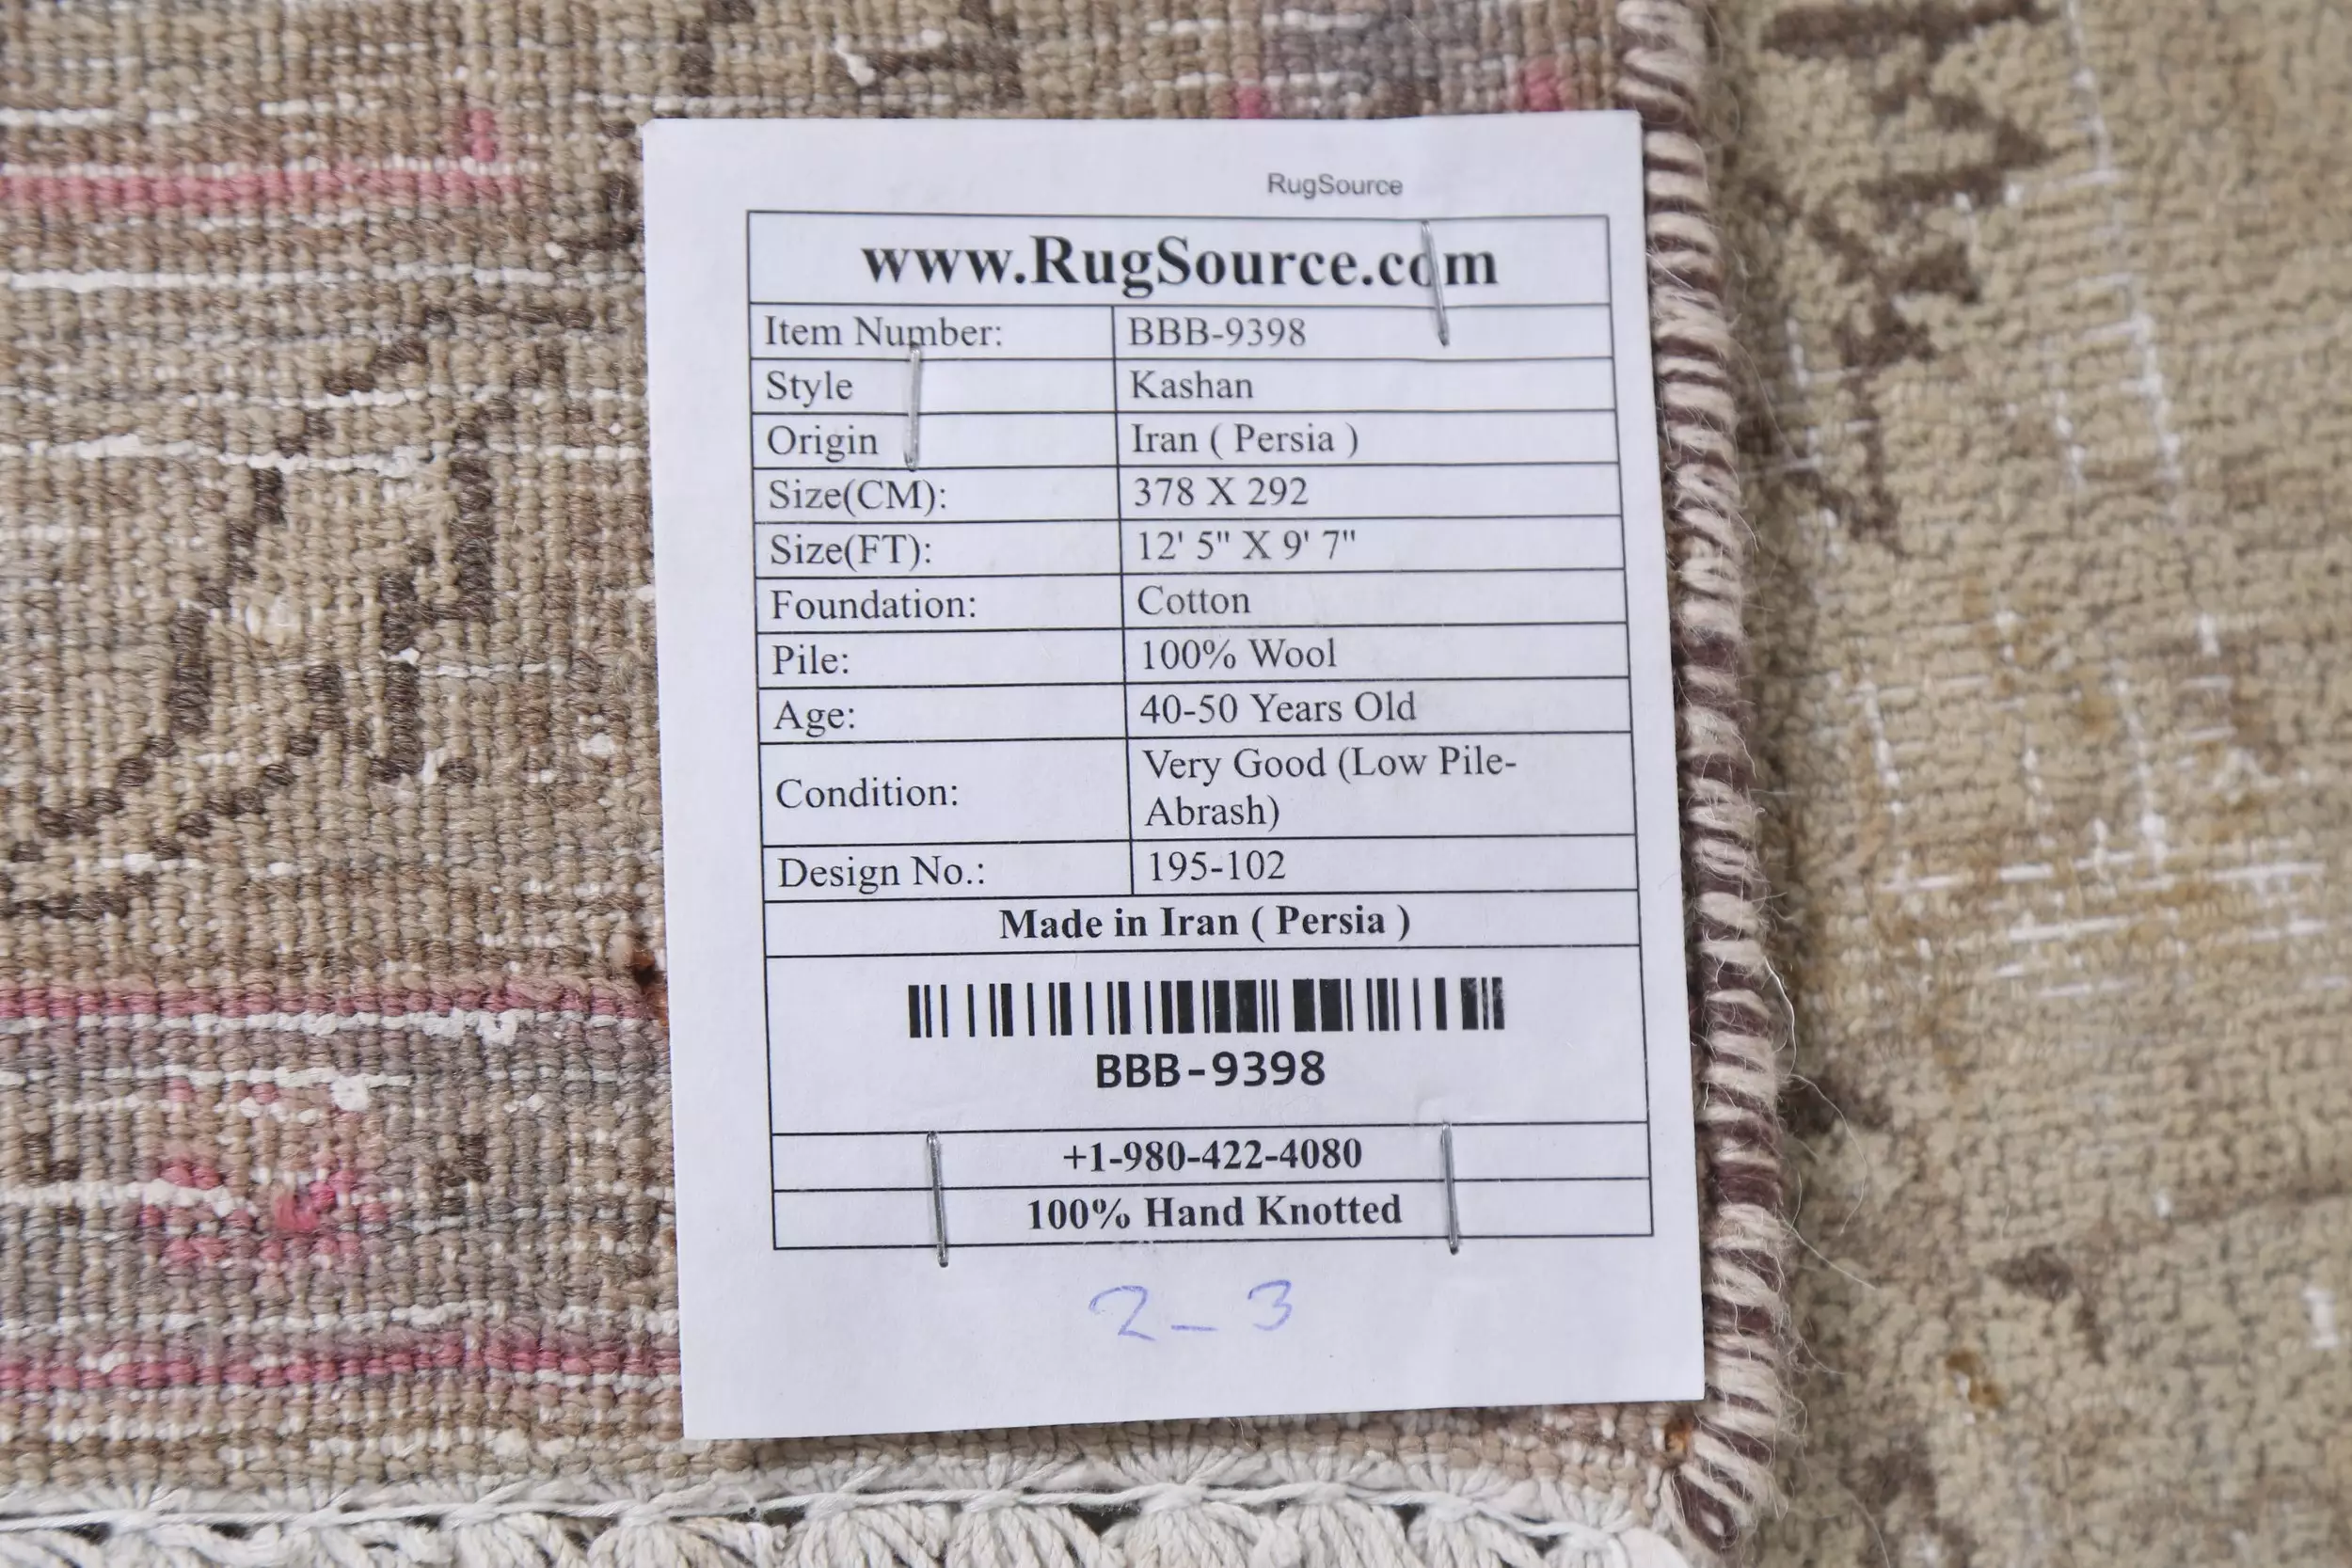 RugSource
www.RugSource.com
Item Number: BBB-9398
Style Kashan
Origin Iran ( Persia )
Size(CM): 378 X 292
Size(FT): 12' 5" X 9' 7"
Foundation: Cotton
Pile: 100% Wool
Age: 40-50 Years Old
Condition: Very Good (Low Pile-
Abrash)
Design No.: 195-102
Made in Iran ( Persia )
BBB-9398
+1-980-422-4080
100% Hand Knotted
2-3